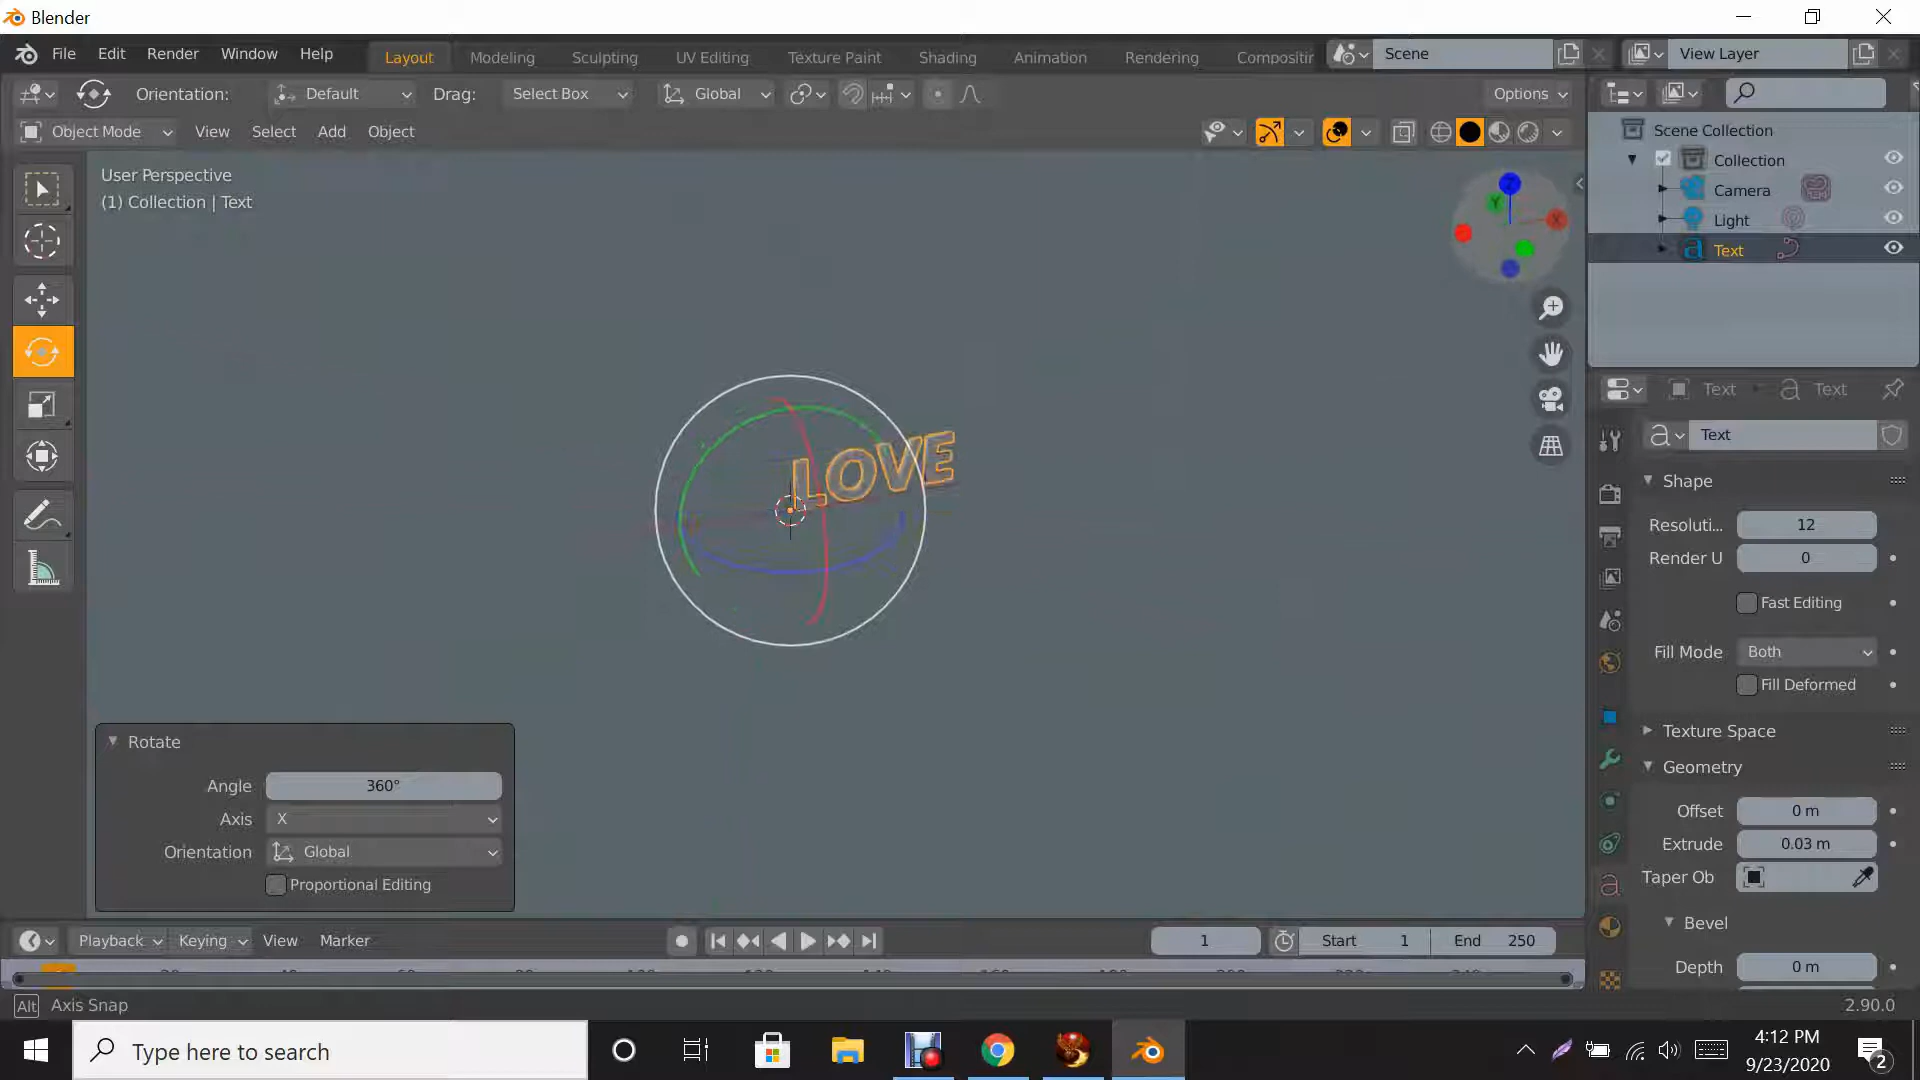 Blender
File Edit Render Window Help Layout Modeling Sculpting UV Editing Texture Paint Shading Animation Rendering Compositin Scene View Layer
Orientation: Default Drag: Select Box Global Options
Object Mode View Select Add Object
User Perspective
(1) Collection | Text
Scene Collection
Collection
Camera
Light
Text
Z
Y
X
LOVE
Text Text
Text
Shape
Resoluti... 12
Render U 0
Fast Editing
Fill Mode Both
Fill Deformed
Texture Space
Geometry
Offset 0 m
Extrude 0.03 m
Taper Ob
Bevel
Depth 0 m
Rotate
Angle 360°
Axis X
Orientation Global
Proportional Editing
Playback Keying View Marker 1 Start 1 End 250
Alt Axis Snap 2.90.0
Type here to search
4:12 PM
9/23/2020
2